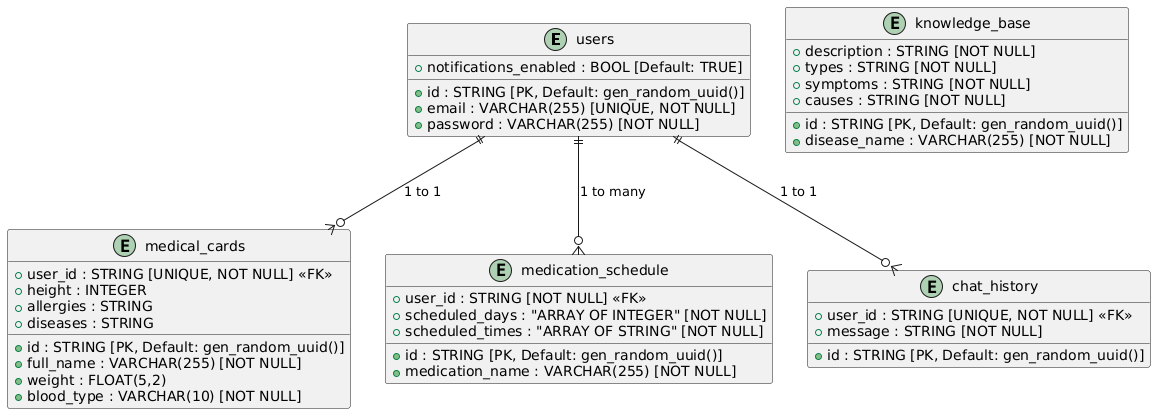 E users
notifications_enabled : BOOL [Default: TRUE]
id : STRING [PK, Default: gen_random_uuid()]
email : VARCHAR(255) [UNIQUE, NOT NULL]
password : VARCHAR(255) [NOT NULL]
E knowledge_base
description : STRING [NOT NULL]
types : STRING [NOT NULL]
symptoms : STRING [NOT NULL]
causes : STRING [NOT NULL]
id : STRING [PK, Default: gen_random_uuid()]
disease_name : VARCHAR(255) [NOT NULL]
1 to 1
1 to many
1 to 1
E medical_cards
user_id : STRING [UNIQUE, NOT NULL] «FK»
height : INTEGER
allergies : STRING
diseases : STRING
id : STRING [PK, Default: gen_random_uuid()]
full_name : VARCHAR(255) [NOT NULL]
weight : FLOAT(5,2)
blood_type : VARCHAR(10) [NOT NULL]
E medication_schedule
user_id : STRING [NOT NULL] «FK»
scheduled_days : "ARRAY OF INTEGER" [NOT NULL]
scheduled_times : "ARRAY OF STRING" [NOT NULL]
id : STRING [PK, Default: gen_random_uuid()]
medication_name : VARCHAR(255) [NOT NULL]
E chat_history
user_id : STRING [UNIQUE, NOT NULL] «FK»
message : STRING [NOT NULL]
id : STRING [PK, Default: gen_random_uuid()]